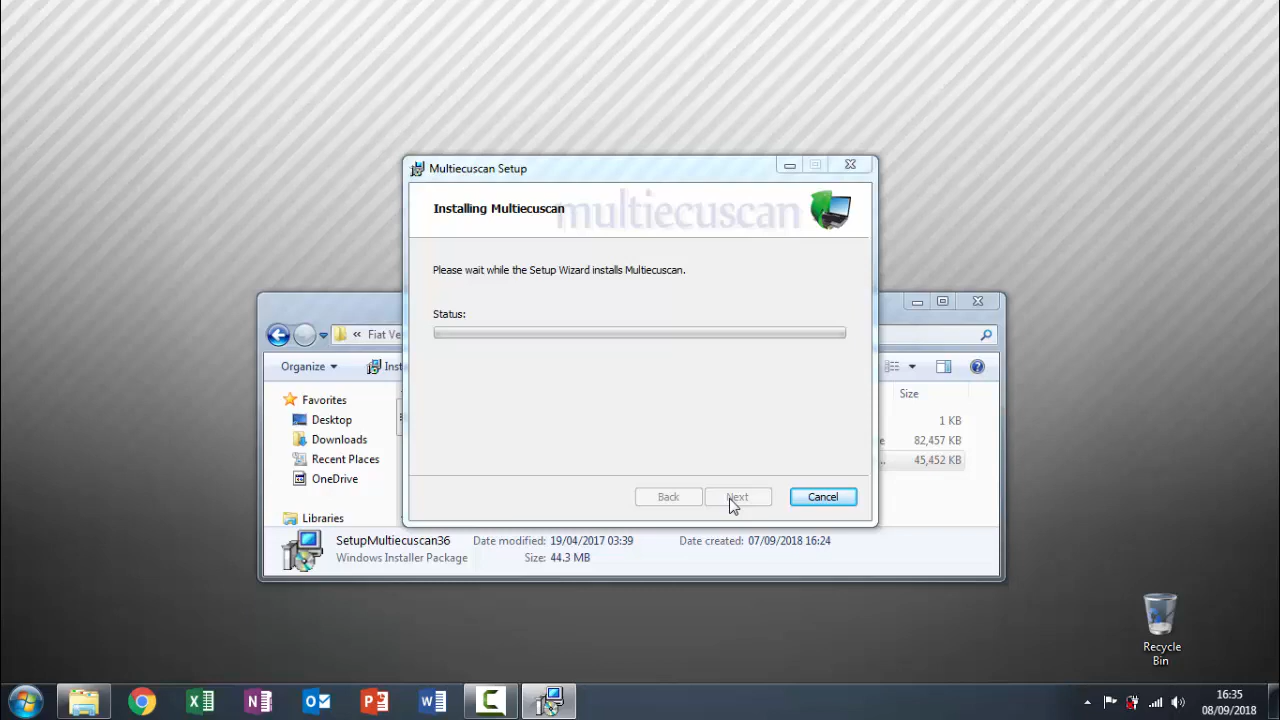 Multiecuscan Setup
Installing Multiecuscan
multiecuscan
Please wait while the Setup Wizard installs Multiecuscan.
Status:
Back
Next
Cancel
« Fiat Ve
Organize
Inst
Size
Favorites
Desktop
1 KB
Downloads
e
82,457 KB
Recent Places
...
45,452 KB
OneDrive
Libraries
SetupMultiecuscan36
Date modified: 19/04/2017 03:39
Date created: 07/09/2018 16:24
Windows Installer Package
Size: 44.3 MB
Recycle
Bin
16:35
08/09/2018